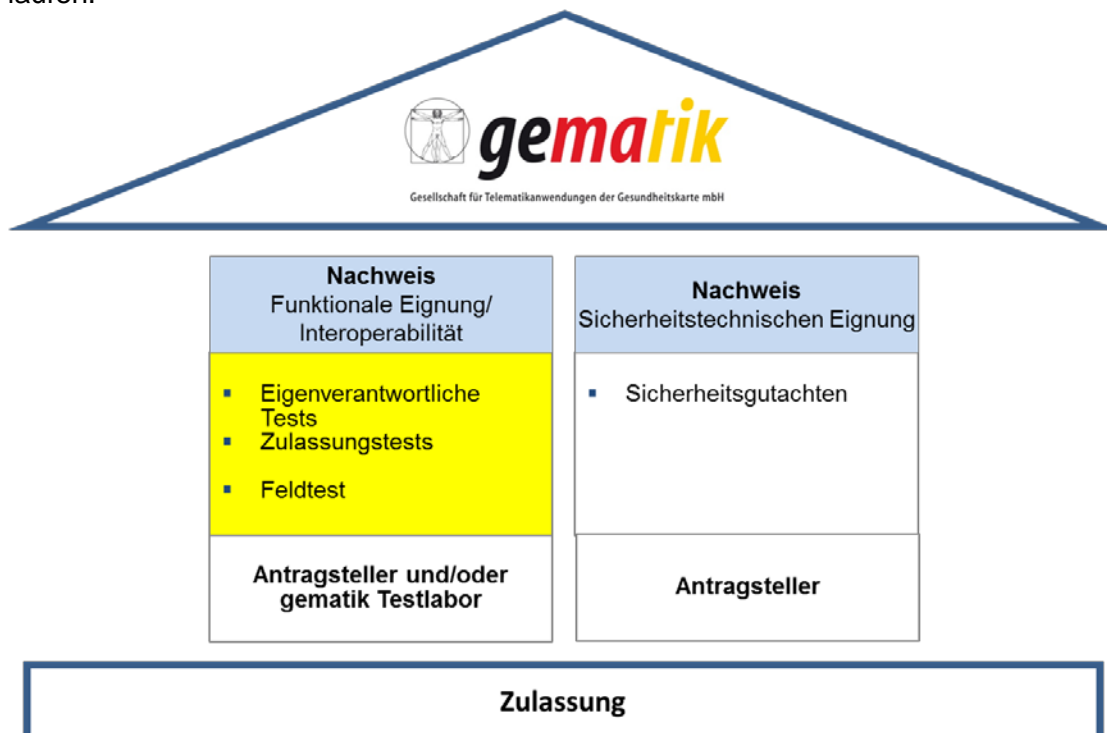 laufen.
gematik
Gesellschaft für Telematikanwendungen der Gesundheitskarte mbH
Nachweis
Funktionale Eignung/
Interoperabilität
▪ Eigenverantwortliche
Tests
▪ Zulassungstests
▪ Feldtest
Antragsteller und/oder
gematik Testlabor
Nachweis
Sicherheitstechnischen Eignung
▪ Sicherheitsgutachten
Antragsteller
Zulassung